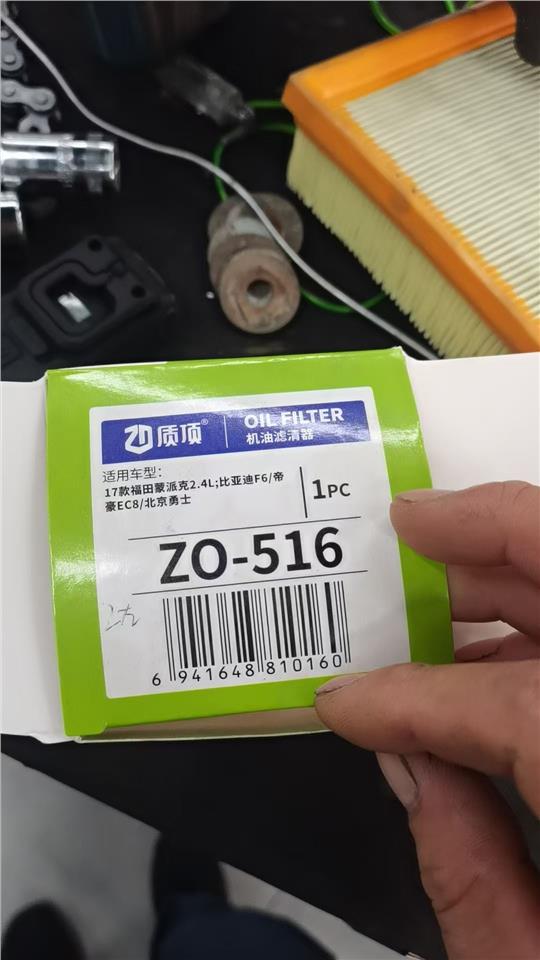 ZD 质顶®
OIL FILTER
机油滤清器
适用车型:
17款福田蒙派克2.4L;比亚迪F6/帝
豪EC8/北京勇士
1PC
ZO-516
6 941648 810160